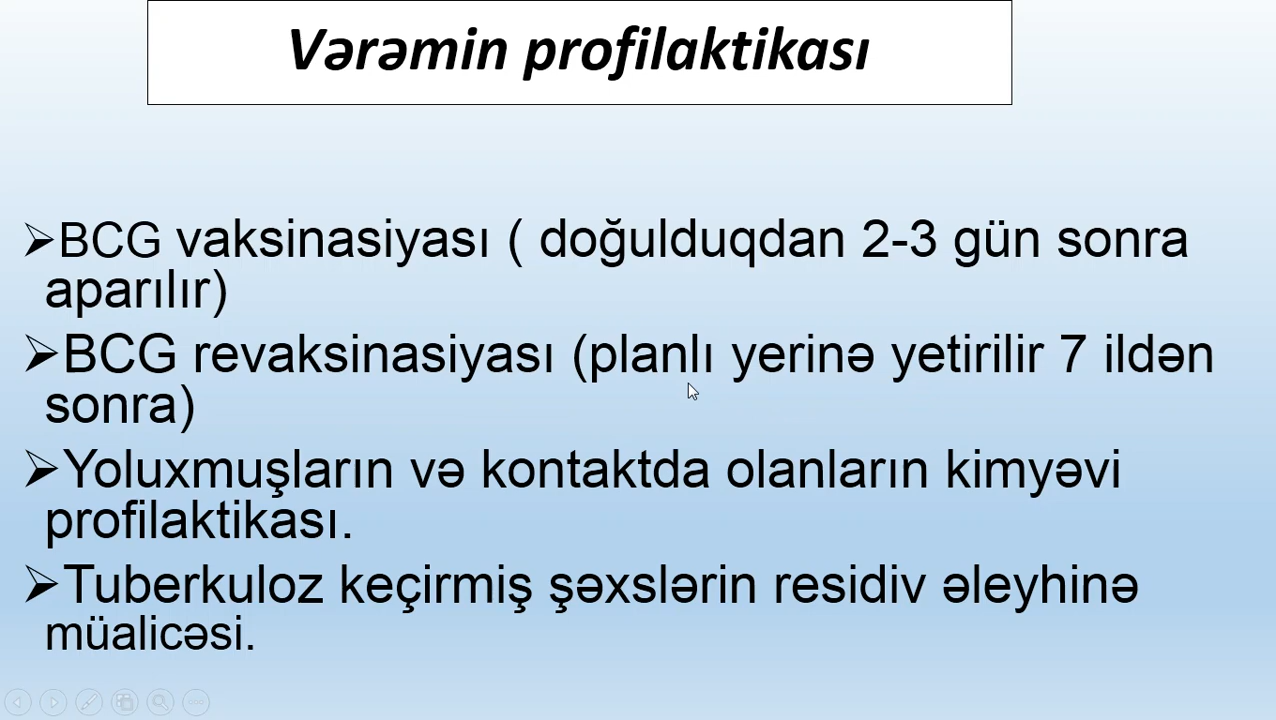 Vərəmin profilaktikası
➢BCG vaksinasiyası ( doğulduqdan 2-3 gün sonra
aparılır)
➢BCG revaksinasiyası (planlı yerinə yetirilir 7 ildən
sonra)
➢Yoluxmuşların və kontaktda olanların kimyəvi
profilaktikası.
➢Tuberkuloz keçirmiş şəxslərin residiv əleyhinə
müalicəsi.